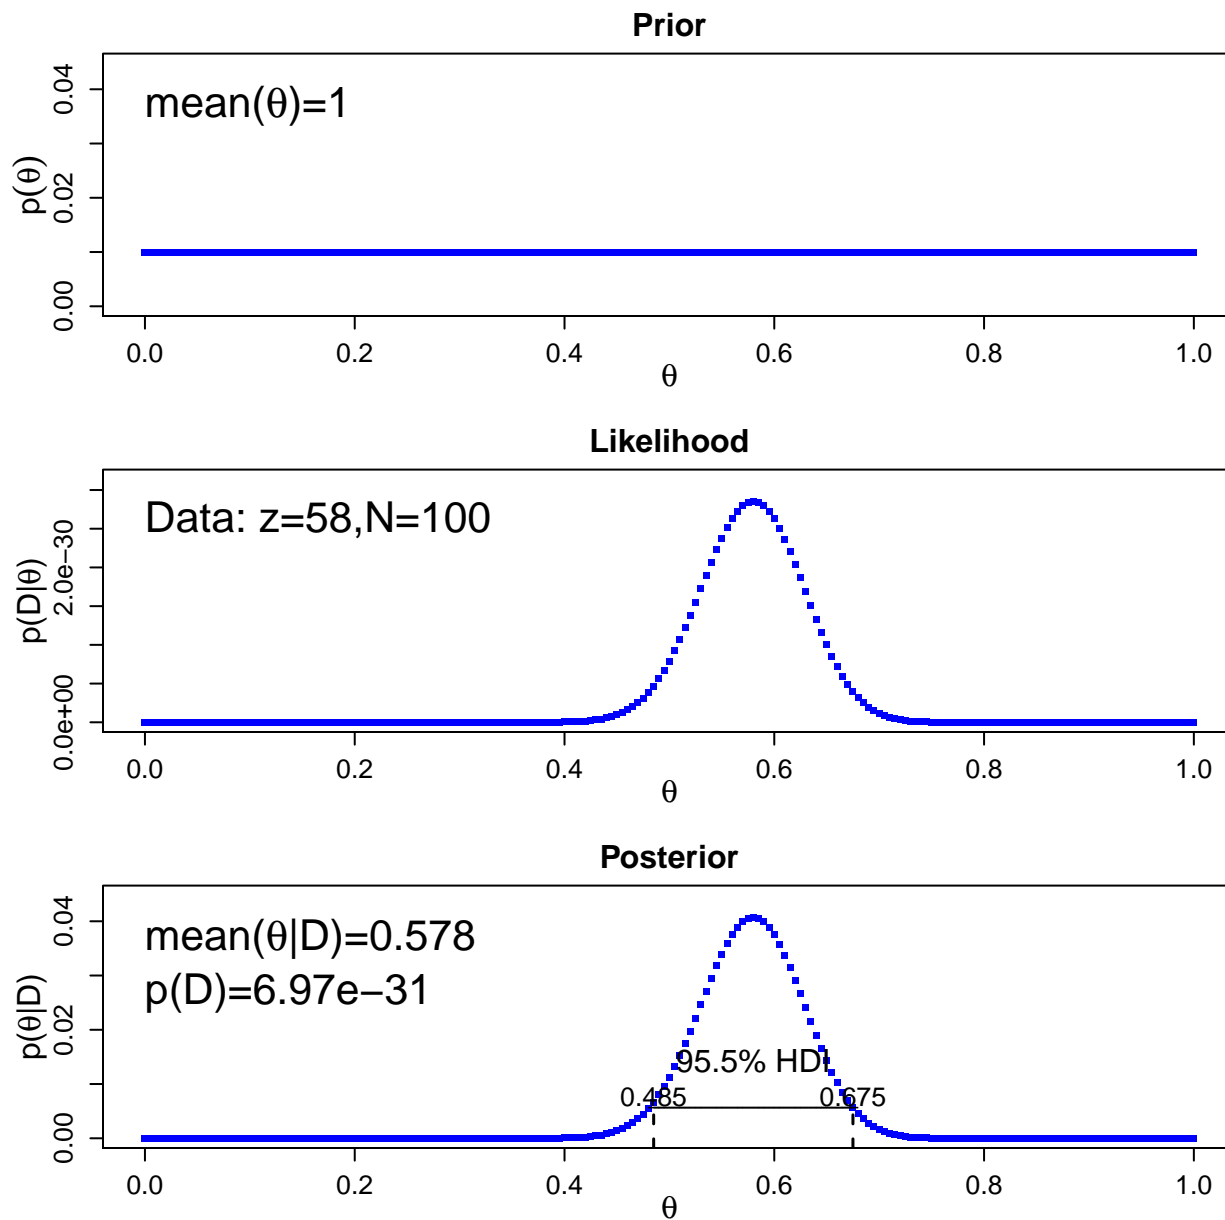 Prior
mean(θ)=1
p(θ)
0.00 0.02 0.04
0.0 0.2 0.4 0.6 0.8 1.0
θ
Likelihood
Data: z=58,N=100
p(D|θ)
0.0e+00 2.0e−30
0.0 0.2 0.4 0.6 0.8 1.0
θ
Posterior
mean(θ|D)=0.578
p(D)=6.97e−31
p(θ|D)
0.00 0.02 0.04
95.5% HDI
0.485 0.675
0.0 0.2 0.4 0.6 0.8 1.0
θ